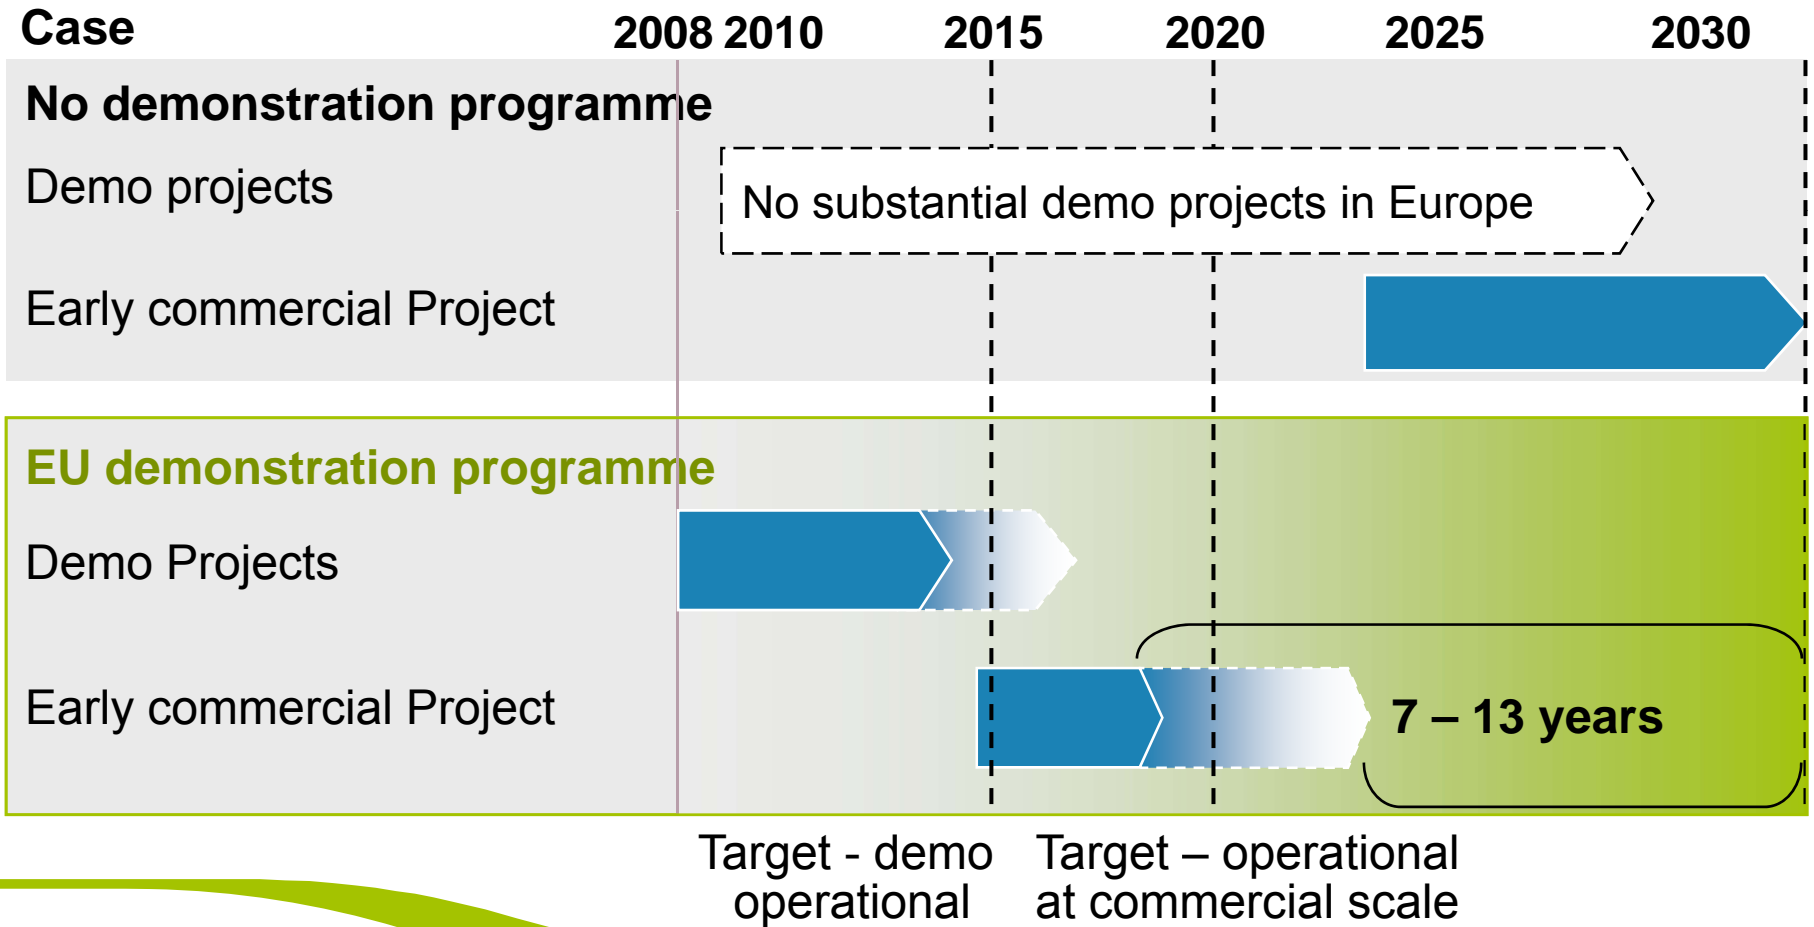 Case 2008 2010 2015 2020 2025 2030
No demonstration programme
Demo projects
No substantial demo projects in Europe
Early commercial Project
EU demonstration programme
Demo Projects
Early commercial Project
7 – 13 years
Target - demo
operational
Target – operational
at commercial scale